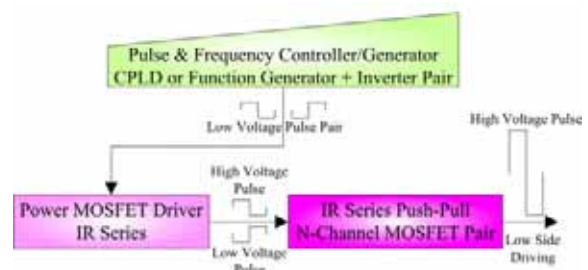 Pulse & Frequency Controller/Generator
CPLD or Function Generator + Inverter Pair
Low Voltage Pulse Pair
High Voltage Pulse
High Voltage
Pulse
Power MOSFET Driver
IR Series
IR Series Push-Pull
N-Channel MOSFET Pair
Low Side
Driving
Low Voltage
Pulse